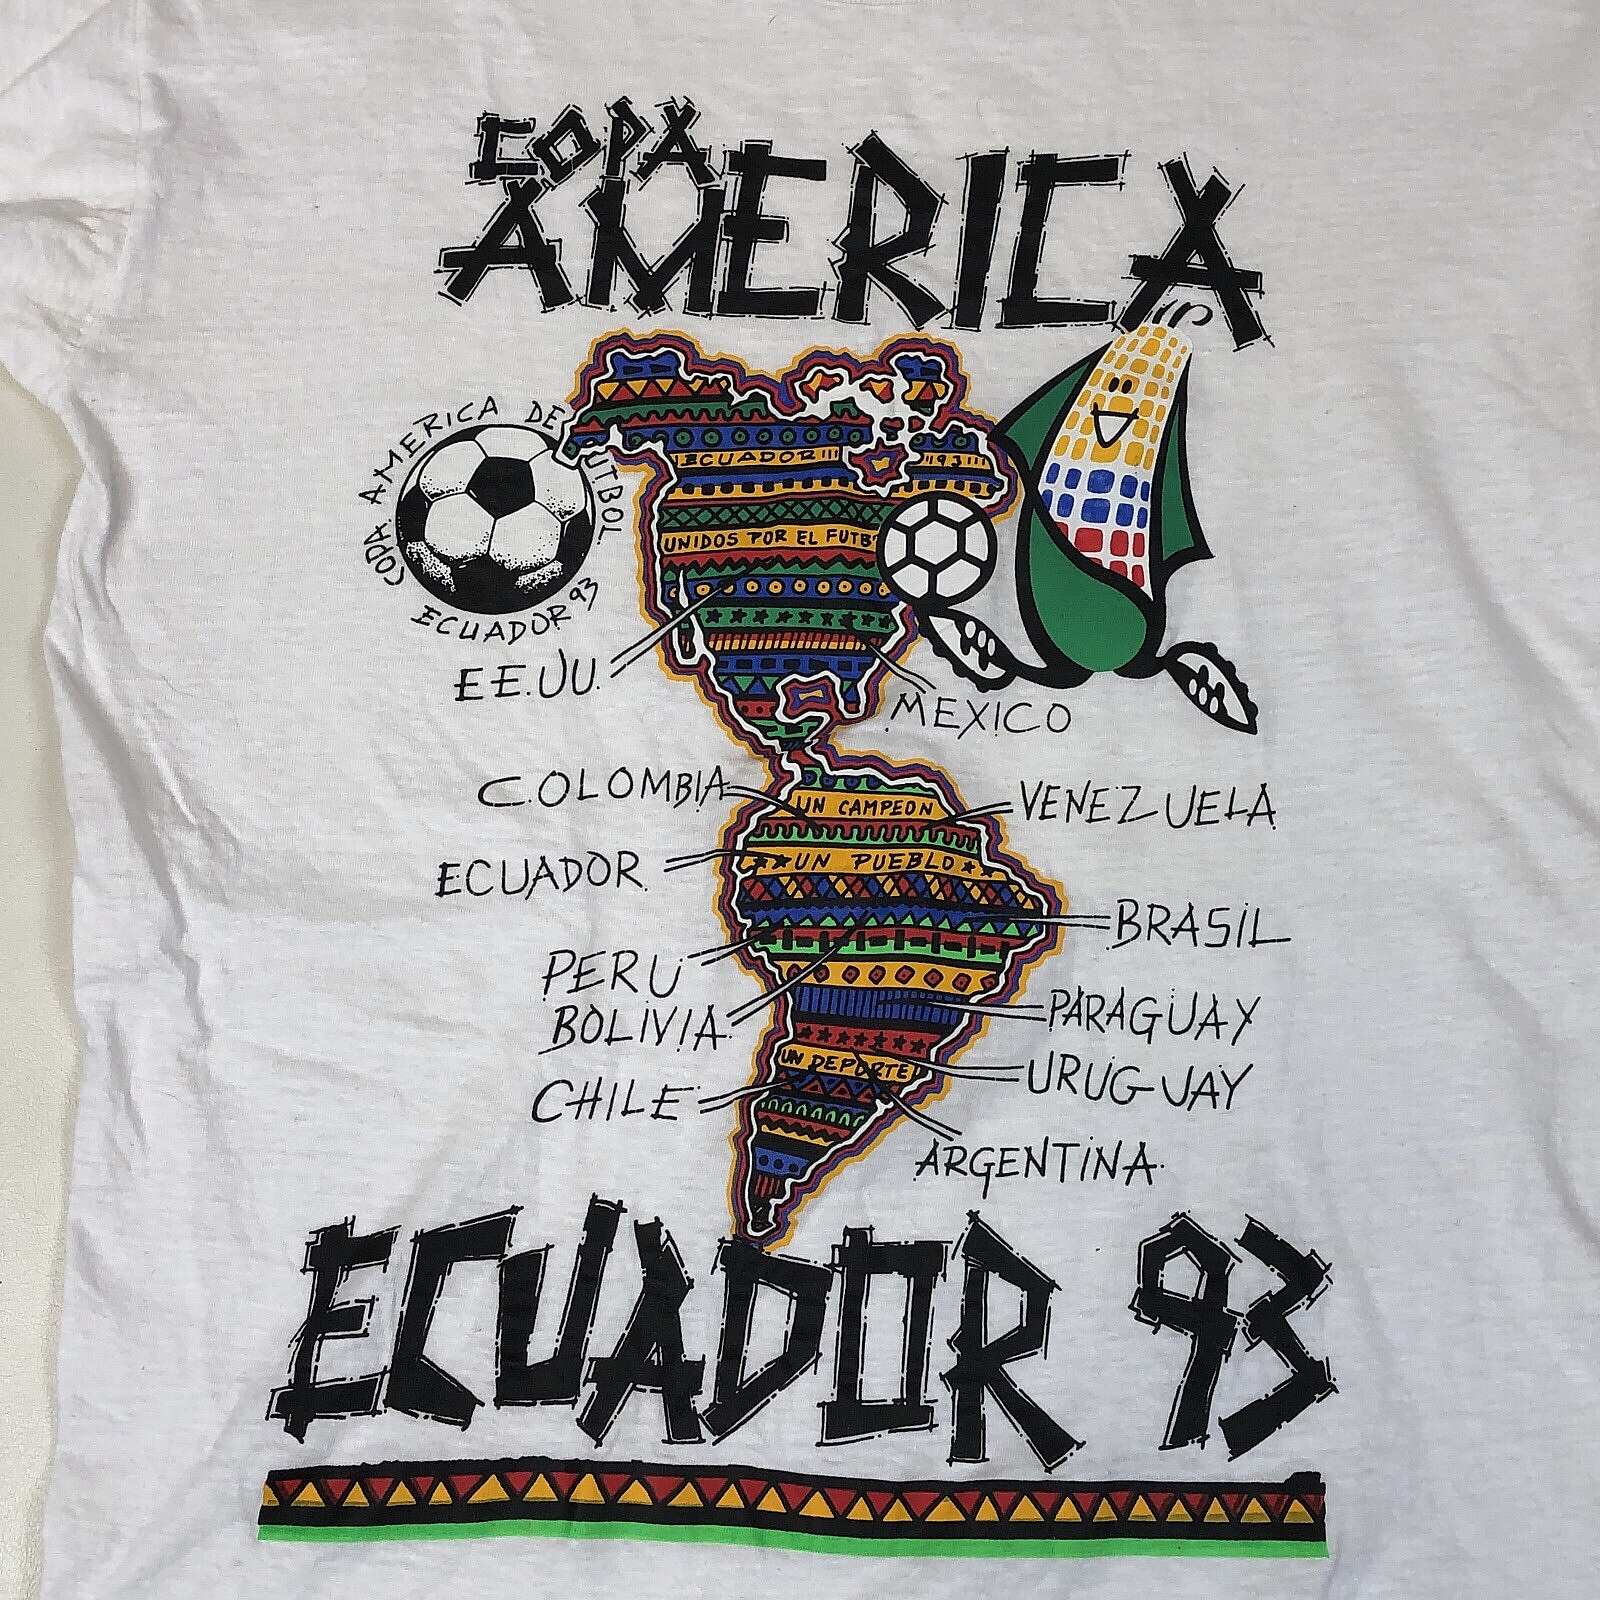 COPA
AMERICA
COPA AMERICA DE FUTBOL
ECUADOR 93
ECUADOR 93
UNIDOS POR EL FUTB
EE.UU.
MEXICO
COLOMBIA
VENEZUELA
UN CAMPEON
ECUADOR
UN PUEBLO
BRASIL
PERU
BOLIVIA
PARAGUAY
UN DEPORTE
URUGUAY
CHILE
ARGENTINA
ECUADOR 93